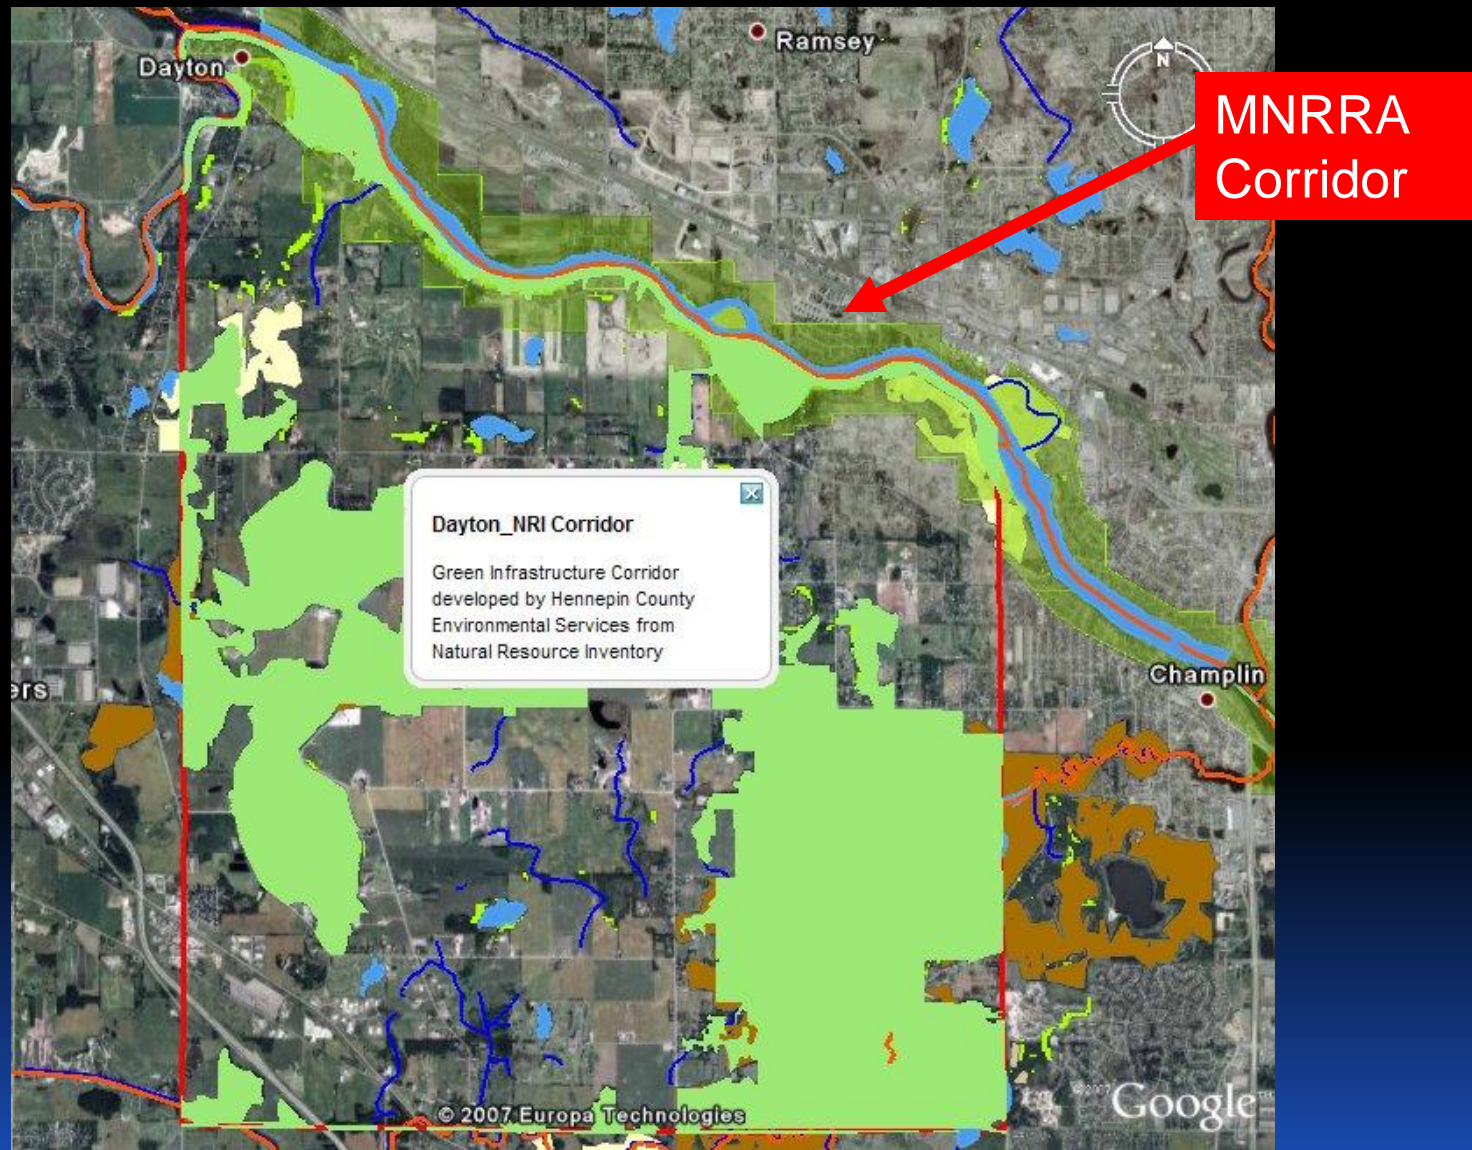 Ramsey
Dayton
N
MNRRA
Corridor
Dayton_NRI Corridor
Green Infrastructure Corridor
developed by Hennepin County
Environmental Services from
Natural Resource Inventory
Champlin
ers
© 2007 Europa Technologies
©2007 Google